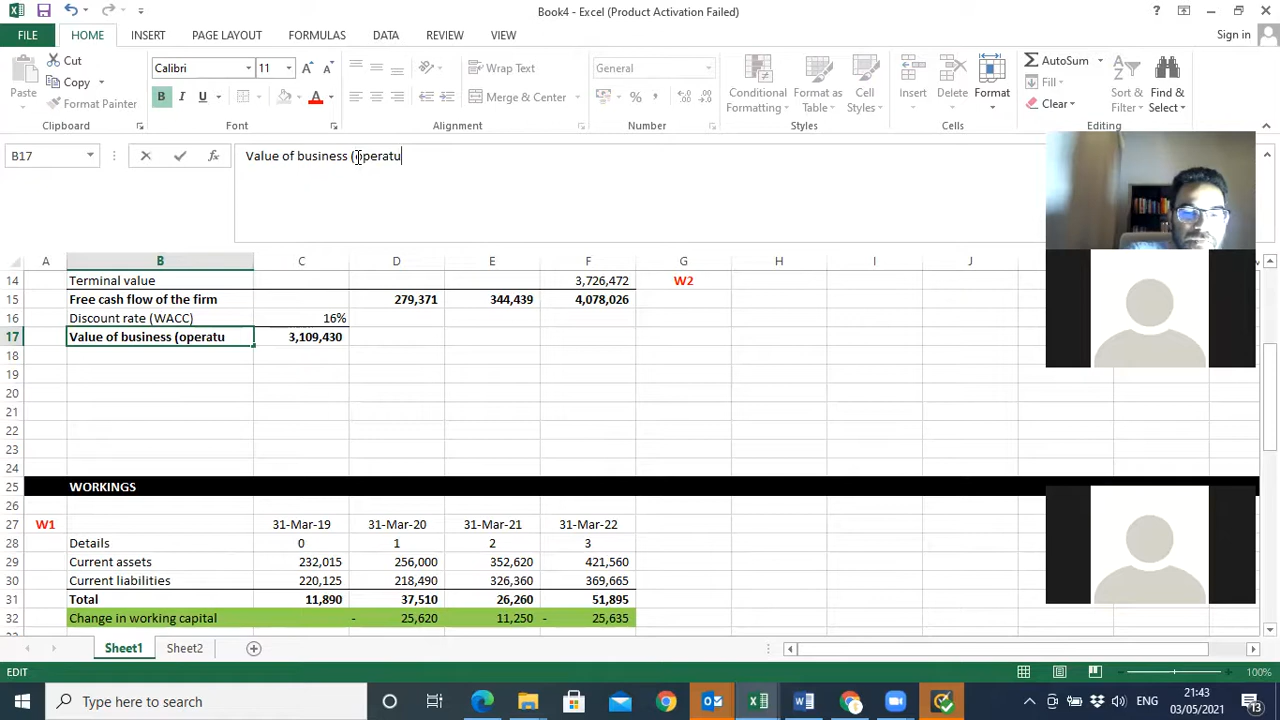 Book4 - Excel (Product Activation Failed)
?
FILE HOME INSERT PAGE LAYOUT FORMULAS DATA REVIEW VIEW Sign in
Cut
Copy
Format Painter
Paste
Clipboard
Calibri 11
B I U
Font
Wrap Text
Merge & Center
Alignment
General
%
Number
Conditional Formatting
Format as Table
Cell Styles
Styles
Insert
Delete
Format
Cells
AutoSum
Fill
Clear
Sort & Filter
Find & Select
Editing
B17 fx Value of business (operatu
A B C D E F G H I J
14 Terminal value 3,726,472 W2
15 Free cash flow of the firm 279,371 344,439 4,078,026
16 Discount rate (WACC) 16%
17 Value of business (operatu 3,109,430
18
19
20
21
22
23
24
25 WORKINGS
26
27 W1 31-Mar-19 31-Mar-20 31-Mar-21 31-Mar-22
28 Details 0 1 2 3
29 Current assets 232,015 256,000 352,620 421,560
30 Current liabilities 220,125 218,490 326,360 369,665
31 Total 11,890 37,510 26,260 51,895
32 Change in working capital - 25,620 11,250 - 25,635
Sheet1 Sheet2
EDIT 100%
Type here to search
ENG
21:43
03/05/2021
13